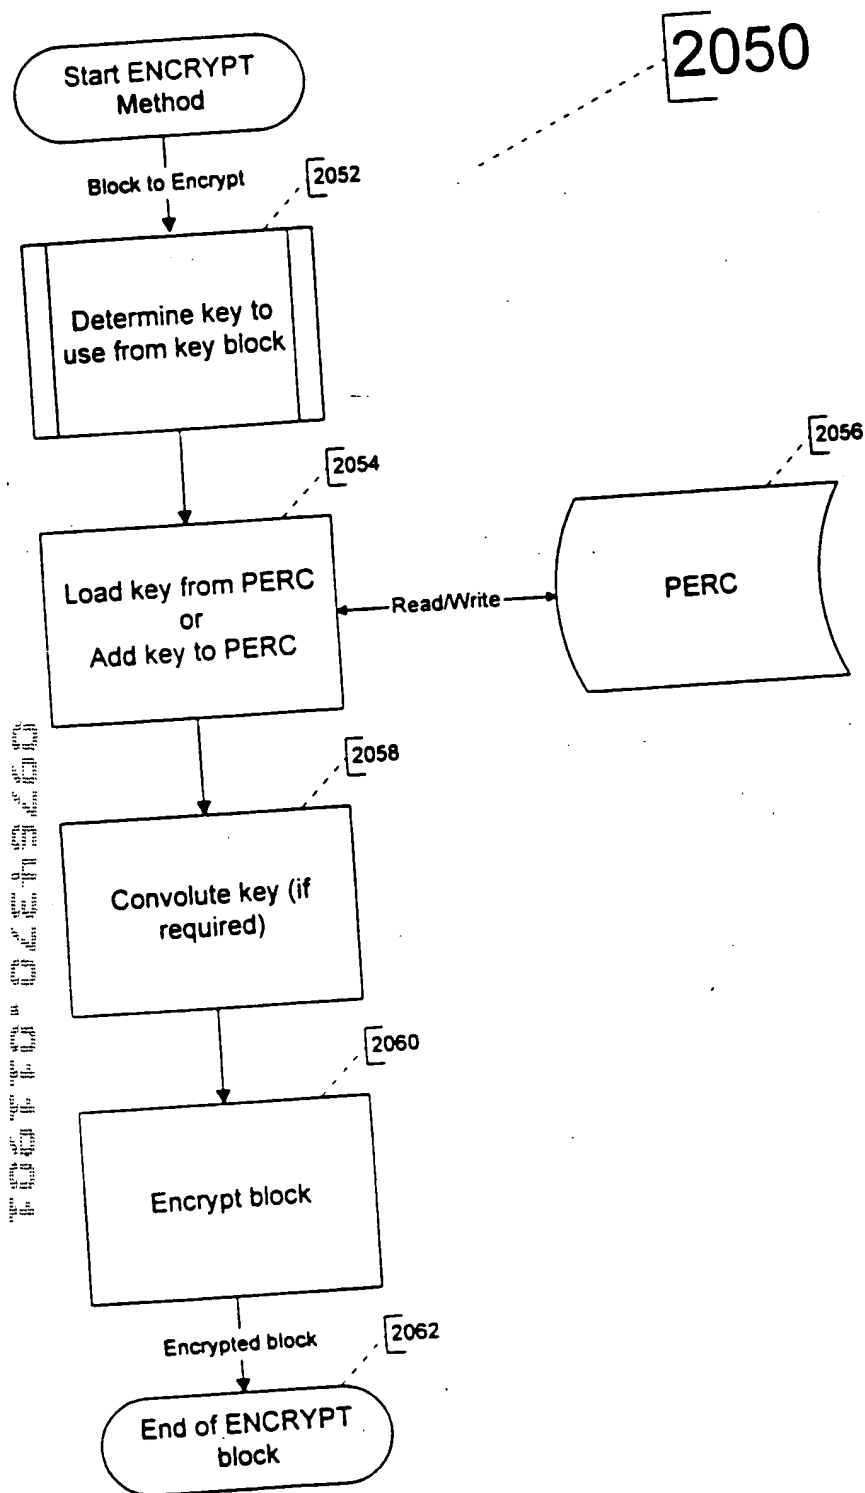 2050
Start ENCRYPT
Method
Block to Encrypt
2052
Determine key to
use from key block
2054
2056
Load key from PERC
or
Add key to PERC
Read/Write
PERC
2058
Convolute key (if
required)
2060
Encrypt block
Encrypted block
2062
End of ENCRYPT
block
09754370.011901